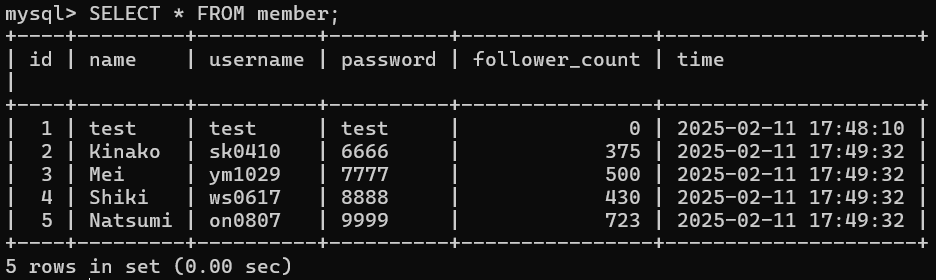 mysql> SELECT * FROM member;
+----+---------+----------+----------+----------------+---------------------+
| id | name    | username | password | follower_count | time
|
+----+---------+----------+----------+----------------+---------------------+
|  1 | test    | test     | test     |              0 | 2025-02-11 17:48:10 |
|  2 | Kinako  | sk0410   | 6666     |            375 | 2025-02-11 17:49:32 |
|  3 | Mei     | ym1029   | 7777     |            500 | 2025-02-11 17:49:32 |
|  4 | Shiki   | ws0617   | 8888     |            430 | 2025-02-11 17:49:32 |
|  5 | Natsumi | on0807   | 9999     |            723 | 2025-02-11 17:49:32 |
+----+---------+----------+----------+----------------+---------------------+
5 rows in set (0.00 sec)